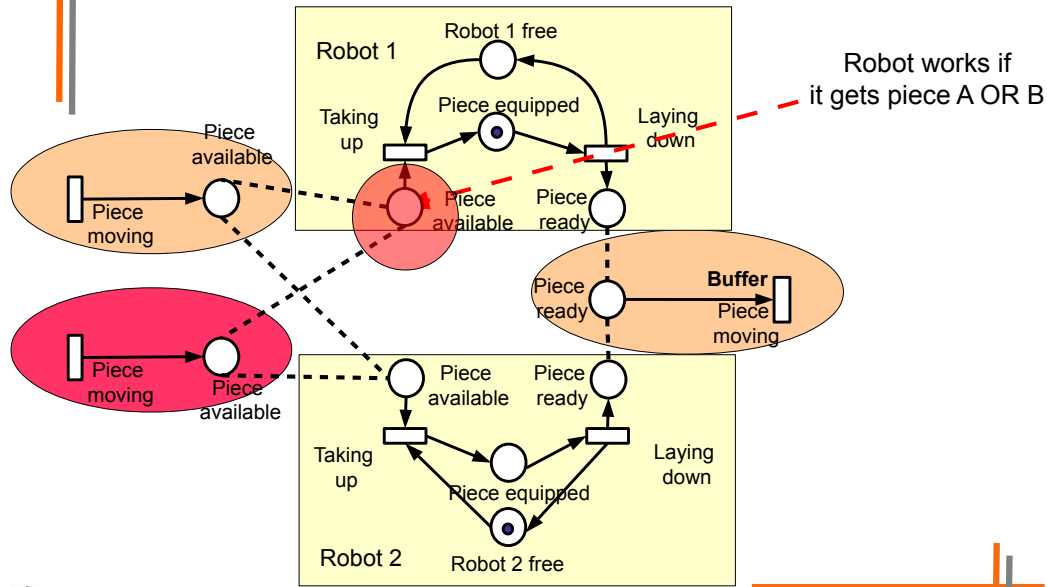 Robot 1 free
Robot 1
Robot works if
it gets piece A OR B
Piece equipped
Taking
up
Laying
down
Piece
available
Piece
moving
Piece
available
Piece
ready
Buffer
Piece
ready
Piece
moving
Piece
moving
Piece
available
Piece
available
Piece
ready
Taking
up
Laying
down
Piece equipped
Robot 2
Robot 2 free